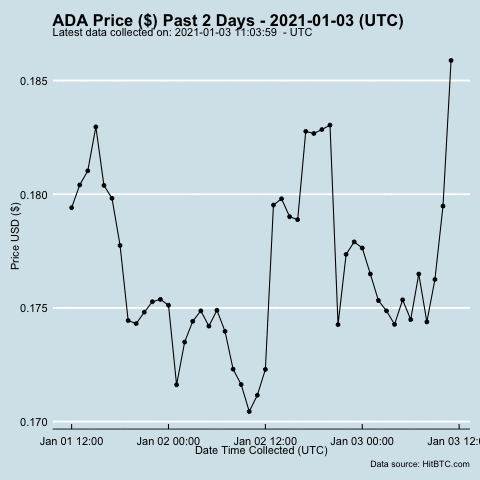 ADA Price ($) Past 2 Days - 2021-01-03 (UTC)
Latest data collected on: 2021-01-03 11:03:59 - UTC
Price USD ($)
0.185
0.180
0.175
0.170
Jan 01 12:00 Jan 02 00:00 Jan 02 12:00 Jan 03 00:00 Jan 03 12:0
Date Time Collected (UTC)
Data source: HitBTC.com